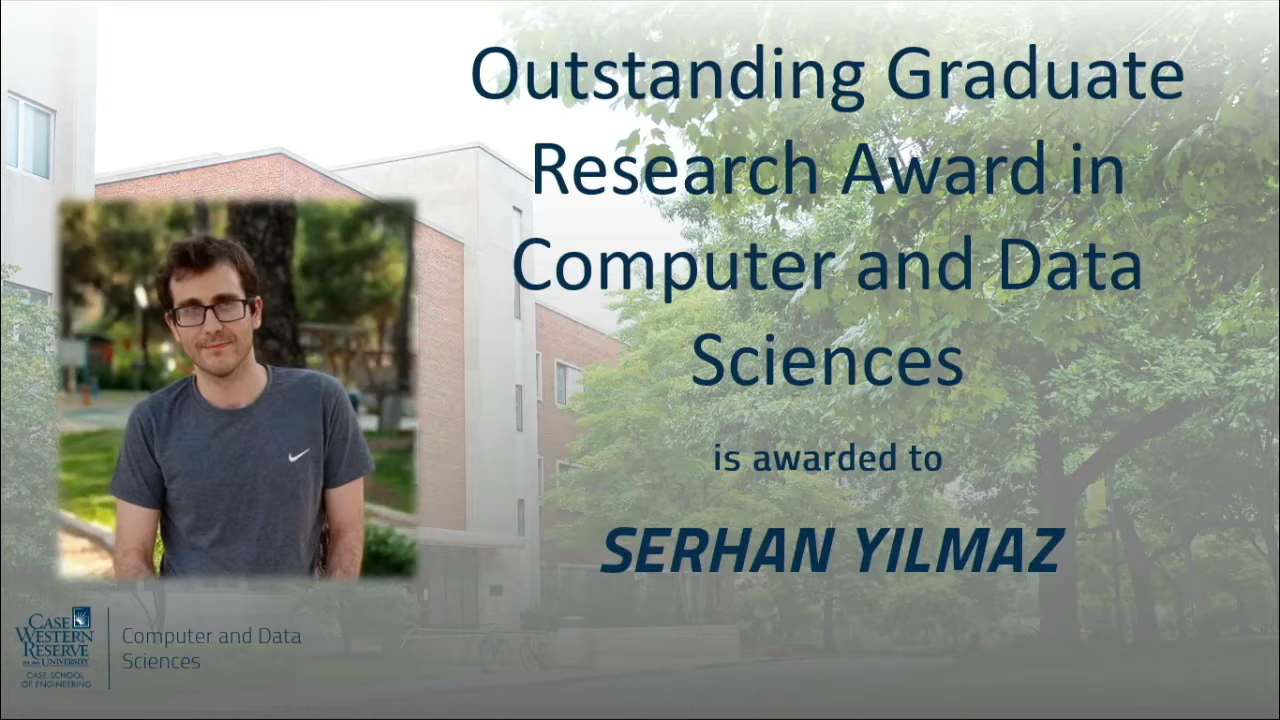 Outstanding Graduate
Research Award in
Computer and Data
Sciences
is awarded to
SERHAN YILMAZ
CASE
WESTERN
RESERVE
UNIVERSITY
CASE SCHOOL
OF ENGINEERING
Computer and Data
Sciences